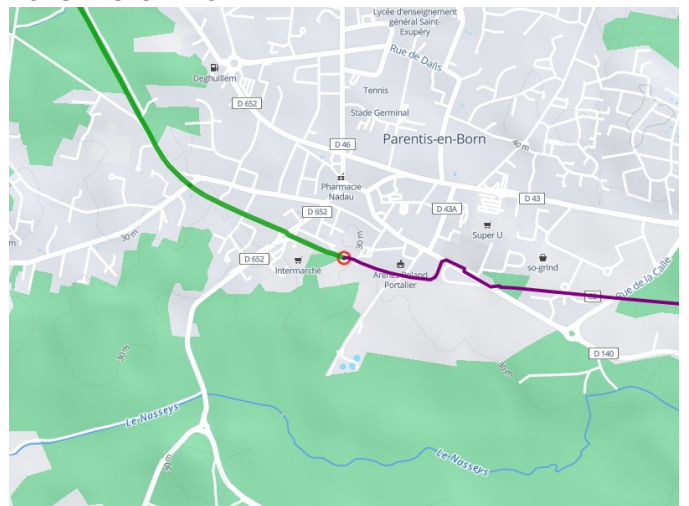 Lycée d'enseignement
général Saint-
Exupéry
Rue de Dalis
Deghuillem
Tennis
D 652
Stade Germinal
Parentis-en-Born
D 46
40 m
Pharmacie
Nadau
D 43
D 652
D 43A
30 m
30 m
Super U
D 652
Intermarché
Arènes Roland
Portalier
so-grind
Rue de la Calle
30 m
30 m
D 140
Le Nasseys
Le Nasseys
30 m